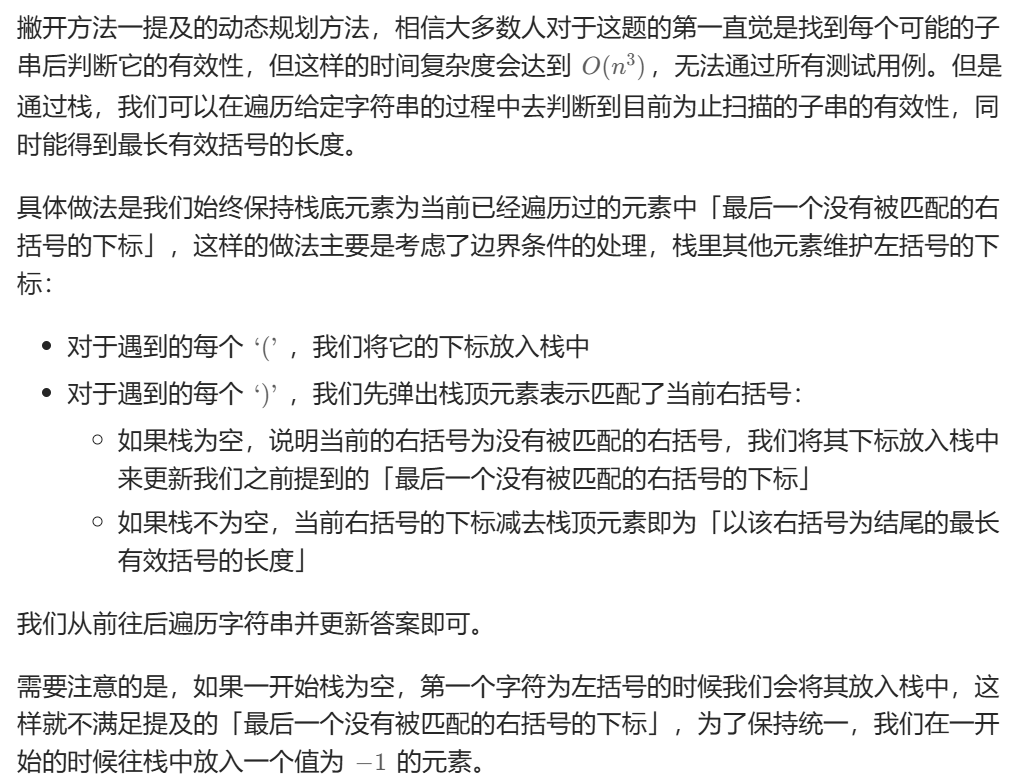 撇开方法一提及的动态规划方法，相信大多数人对于这题的第一直觉是找到每个可能的子
串后判断它的有效性，但这样的时间复杂度会达到 O(n³)，无法通过所有测试用例。但是
通过栈，我们可以在遍历给定字符串的过程中去判断到目前为止扫描的子串的有效性，同
时能得到最长有效括号的长度。
具体做法是我们始终保持栈底元素为当前已经遍历过的元素中「最后一个没有被匹配的右
括号的下标」，这样的做法主要是考虑了边界条件的处理，栈里其他元素维护左括号的下
标：
• 对于遇到的每个 ‘(’ ，我们将它的下标放入栈中
• 对于遇到的每个 ‘)’ ，我们先弹出栈顶元素表示匹配了当前右括号：
○ 如果栈为空，说明当前的右括号为没有被匹配的右括号，我们将其下标放入栈中
来更新我们之前提到的「最后一个没有被匹配的右括号的下标」
○ 如果栈不为空，当前右括号的下标减去栈顶元素即为「以该右括号为结尾的最长
有效括号的长度」
我们从前往后遍历字符串并更新答案即可。
需要注意的是，如果一开始栈为空，第一个字符为左括号的时候我们会将其放入栈中，这
样就不满足提及的「最后一个没有被匹配的右括号的下标」，为了保持统一，我们在一开
始的时候往栈中放入一个值为 −1 的元素。